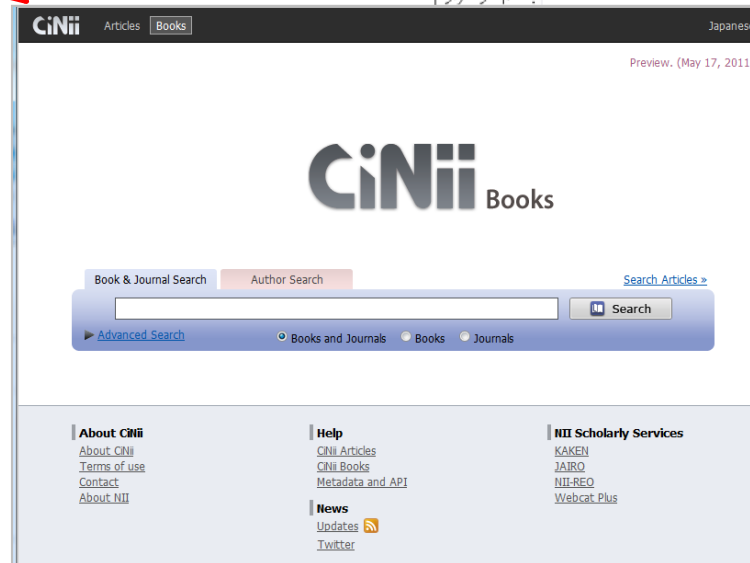 CiNii Articles Books Japanese
Preview. (May 17, 2011
CiNii Books
Book & Journal Search Author Search Search Articles »
Search
Advanced Search Books and Journals Books Journals
About CiNii Help NII Scholarly Services
About CiNii CiNii Articles KAKEN
Terms of use CiNii Books JAIRO
Contact Metadata and API NII-REO
About NII Webcat Plus
News
Updates
Twitter